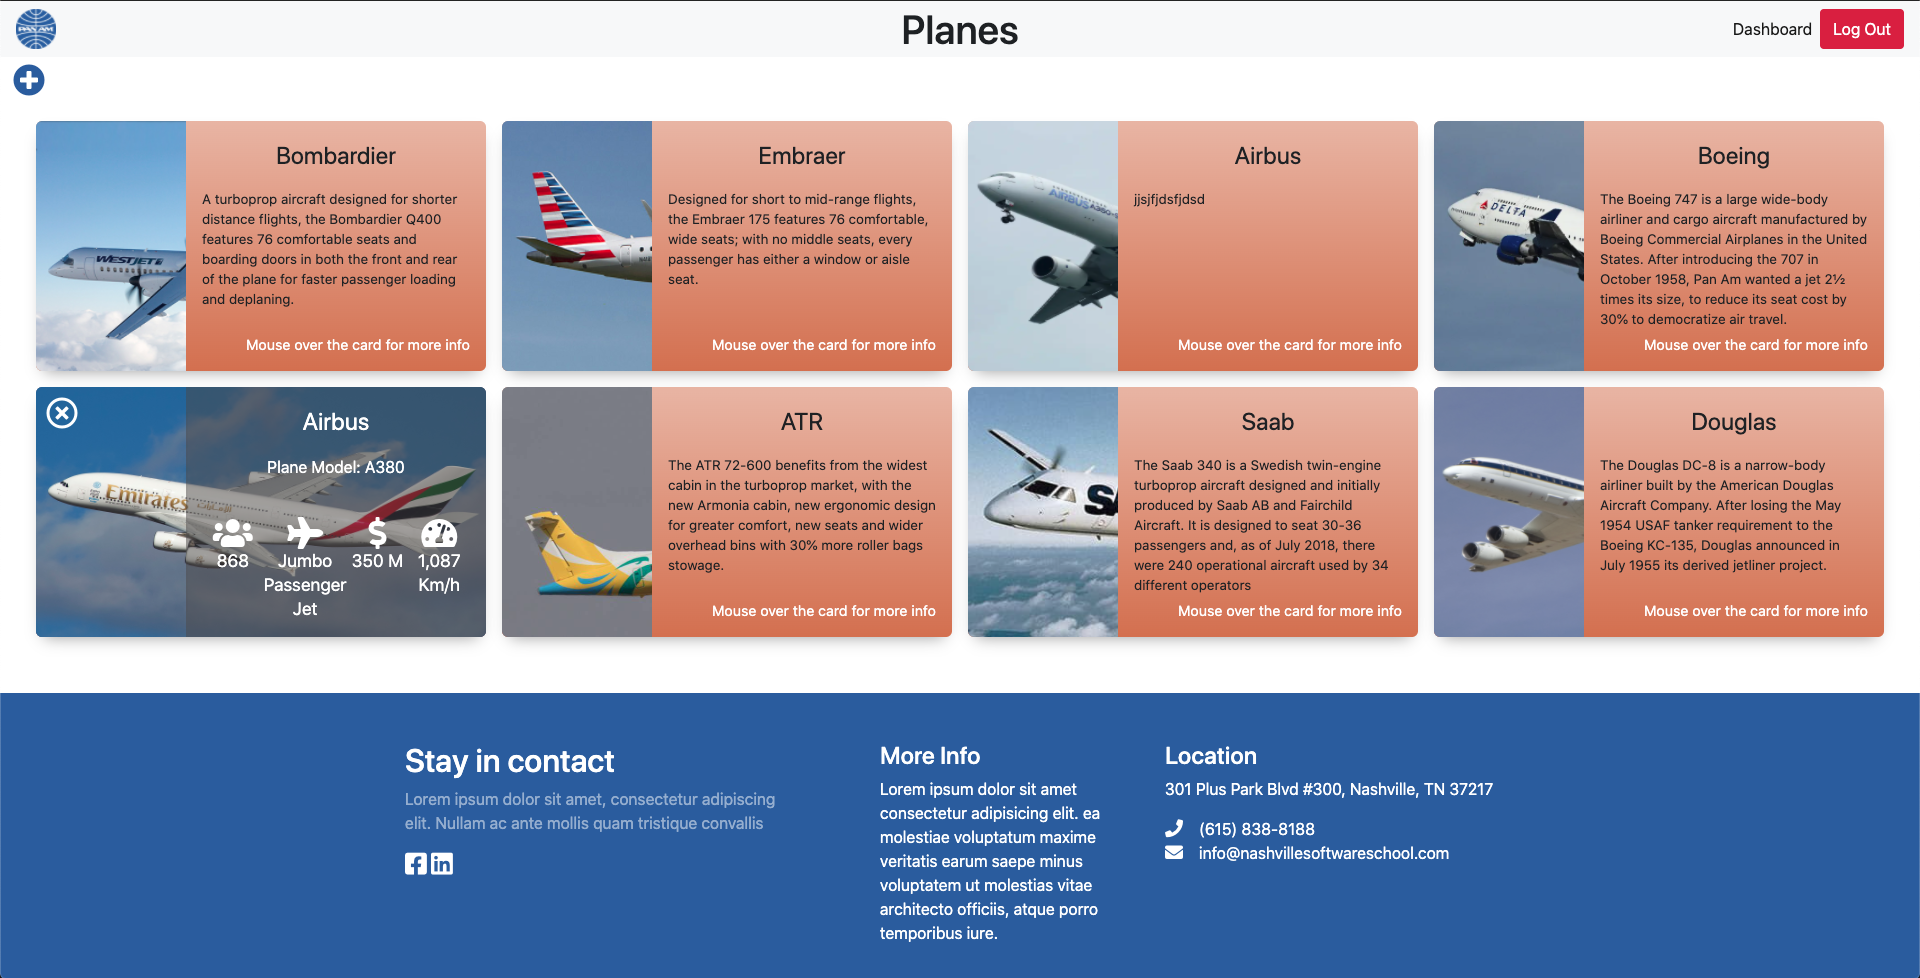 PAN AM
Planes
Dashboard
Log Out
Bombardier
A turboprop aircraft designed for shorter
distance flights, the Bombardier Q400
features 76 comfortable seats and
boarding doors in both the front and rear
of the plane for faster passenger loading
and deplaning.
Mouse over the card for more info
WESTJET
Embraer
Designed for short to mid-range flights,
the Embraer 175 features 76 comfortable,
wide seats; with no middle seats, every
passenger has either a window or aisle
seat.
Mouse over the card for more info
Airbus
jjsjfjdsfjdsd
Mouse over the card for more info
AIRBUS
Boeing
The Boeing 747 is a large wide-body
airliner and cargo aircraft manufactured by
Boeing Commercial Airplanes in the United
States. After introducing the 707 in
October 1958, Pan Am wanted a jet 2½
times its size, to reduce its seat cost by
30% to democratize air travel.
Mouse over the card for more info
DELTA
Airbus
Plane Model: A380
Emirates
868
Jumbo
Passenger
Jet
350 M
1,087
Km/h
ATR
The ATR 72-600 benefits from the widest
cabin in the turboprop market, with the
new Armonia cabin, new ergonomic design
for greater comfort, new seats and wider
overhead bins with 30% more roller bags
stowage.
Mouse over the card for more info
Saab
The Saab 340 is a Swedish twin-engine
turboprop aircraft designed and initially
produced by Saab AB and Fairchild
Aircraft. It is designed to seat 30-36
passengers and, as of July 2018, there
were 240 operational aircraft used by 34
different operators
Mouse over the card for more info
Douglas
The Douglas DC-8 is a narrow-body
airliner built by the American Douglas
Aircraft Company. After losing the May
1954 USAF tanker requirement to the
Boeing KC-135, Douglas announced in
July 1955 its derived jetliner project.
Mouse over the card for more info
Stay in contact
Lorem ipsum dolor sit amet, consectetur adipiscing
elit. Nullam ac ante mollis quam tristique convallis
More Info
Lorem ipsum dolor sit amet
consectetur adipisicing elit. ea
molestiae voluptatum maxime
veritatis earum saepe minus
voluptatem ut molestias vitae
architecto officiis, atque porro
temporibus iure.
Location
301 Plus Park Blvd #300, Nashville, TN 37217
(615) 838-8188
info@nashvillesoftwareschool.com